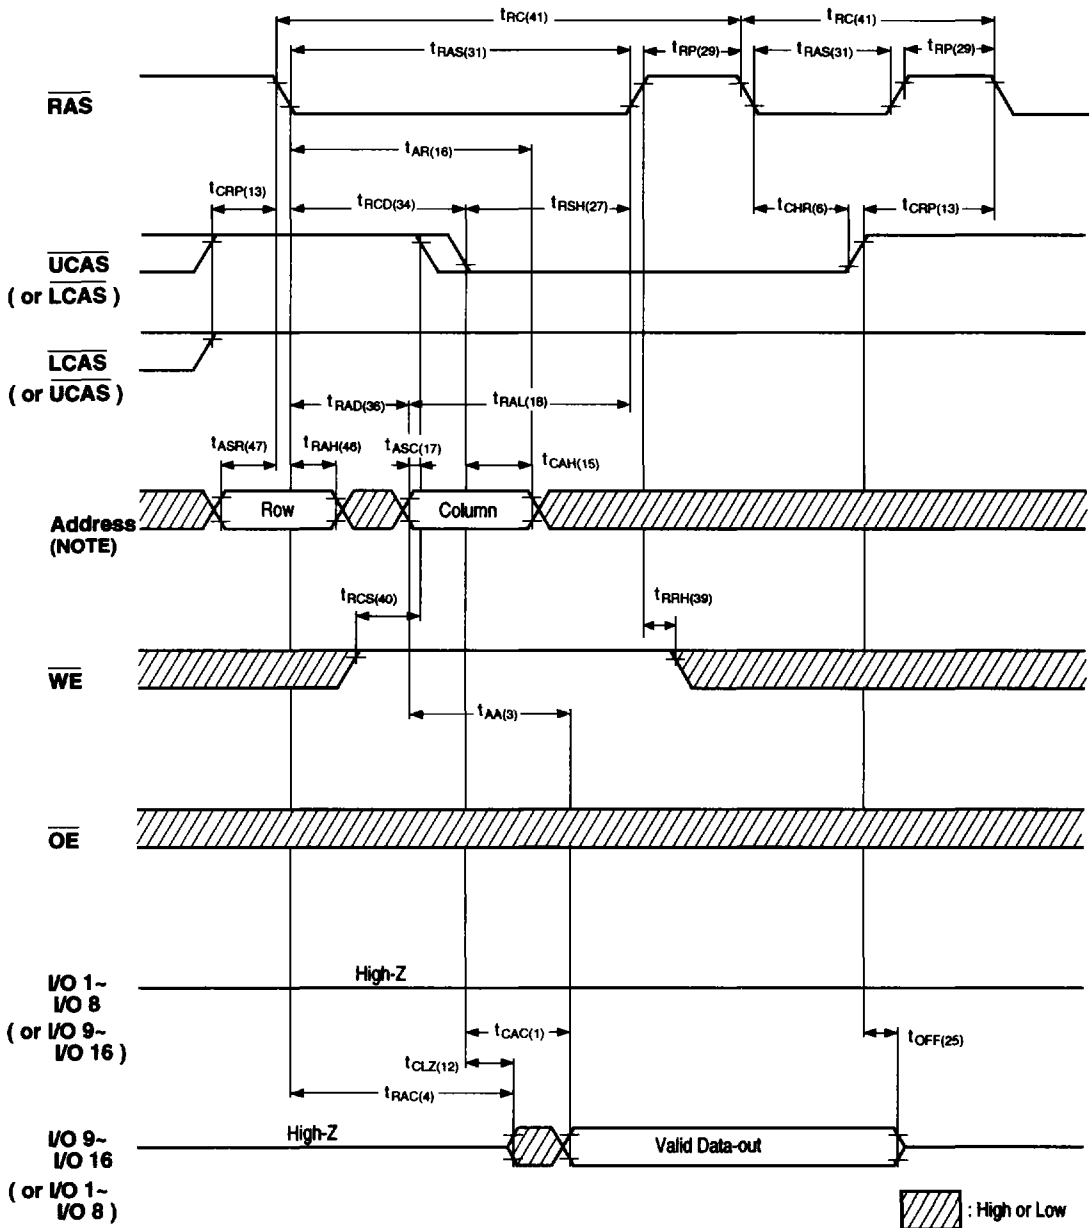 tRC(41) tRC(41)
tRAS(31) tRP(29) tRAS(31) tRP(29)
RAS
tAR(16)
tCRP(13) tRCD(34) tRSH(27) tCHR(6) tCRP(13)
UCAS
( or LCAS )
LCAS
( or UCAS )
tRAD(36) tRAL(18)
tASR(47) tRAH(46) tASC(17) tCAH(15)
Address
(NOTE)
Row Column
tRCS(40) tRRH(39)
WE
tAA(3)
OE
High-Z
I/O 1~
I/O 8
( or I/O 9~
I/O 16 )
tCAC(1) tOFF(25)
tCLZ(12)
tRAC(4)
High-Z Valid Data-out
I/O 9~
I/O 16
( or I/O 1~
I/O 8 )
: High or Low